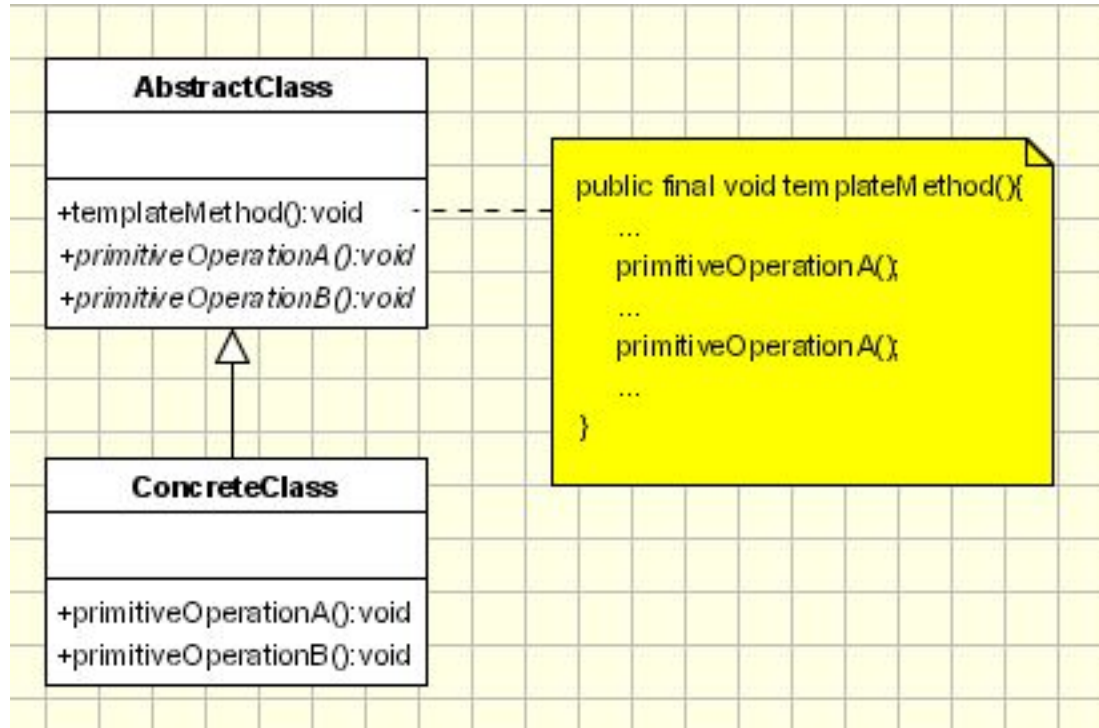 AbstractClass
+templateMethod():void
+primitiveOperationA():void
+primitiveOperationB():void
public final void templateMethod(){
...
primitiveOperationA();
...
primitiveOperationA();
...
}
ConcreteClass
+primitiveOperationA():void
+primitiveOperationB():void